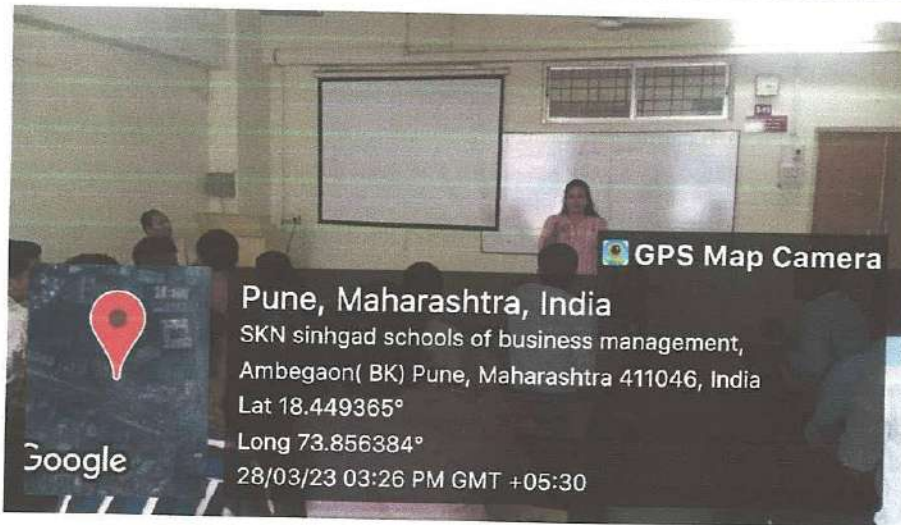 GPS Map Camera
Pune, Maharashtra, India
SKN sinhgad schools of business management,
Ambegaon( BK) Pune, Maharashtra 411046, India
Lat 18.449365°
Long 73.856384°
28/03/23 03:26 PM GMT +05:30
Google